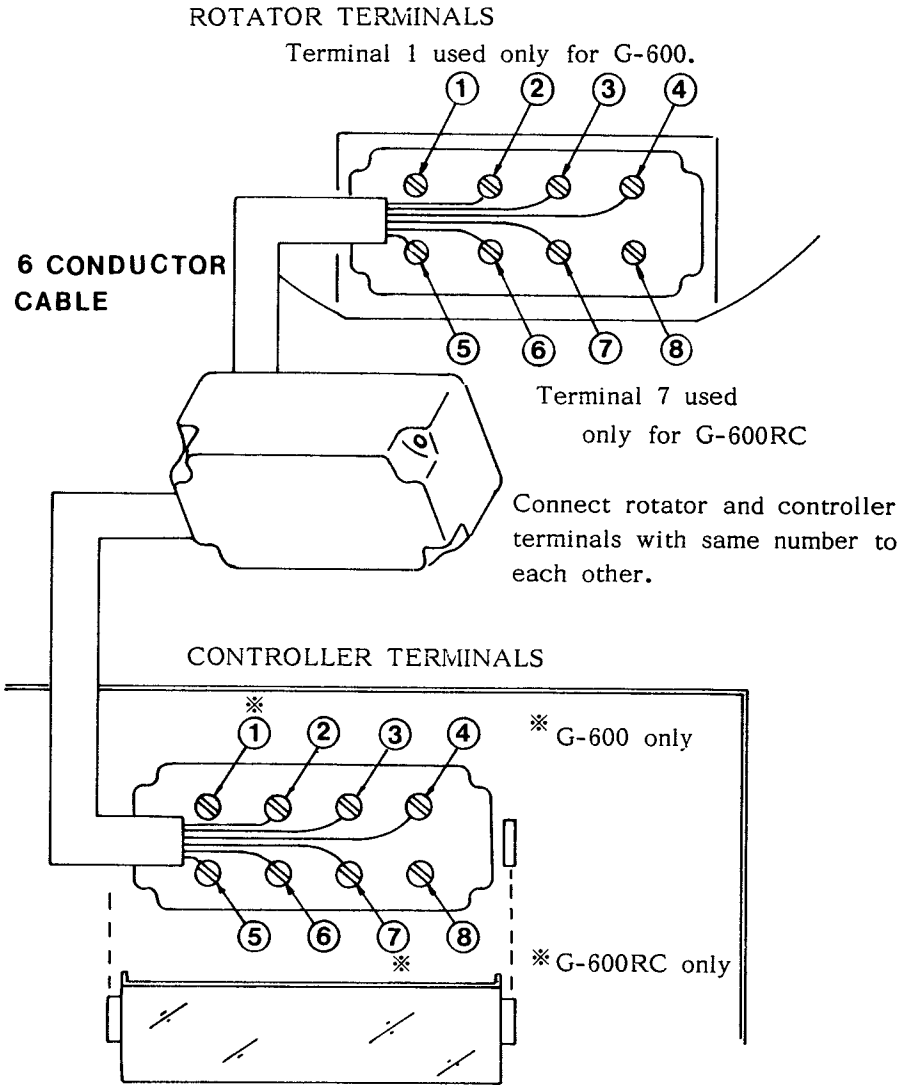 ROTATOR TERMINALS
Terminal 1 used only for G-600.
① ② ③ ④
6 CONDUCTOR
CABLE
⑤ ⑥ ⑦ ⑧
Terminal 7 used
only for G-600RC
Connect rotator and controller
terminals with same number to
each other.
CONTROLLER TERMINALS
※
① ② ③ ④
※ G-600 only
⑤ ⑥ ⑦ ⑧
※
※ G-600RC only